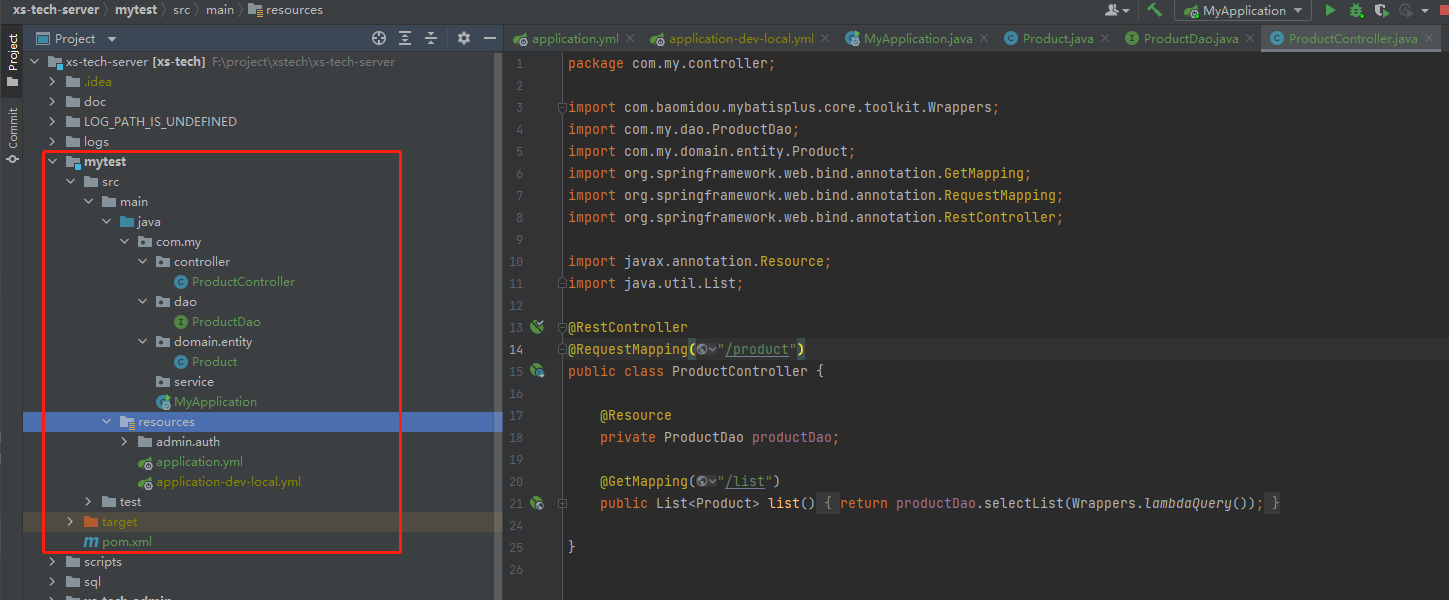 xs-tech-server mytest src main resources
MyApplication
Project
Commit
Project
application.yml
application-dev-local.yml
MyApplication.java
Product.java
ProductDao.java
ProductController.java
xs-tech-server [xs-tech] F:\project\xstech\xs-tech-server
.idea
doc
LOG_PATH_IS_UNDEFINED
logs
mytest
src
main
java
com.my
controller
ProductController
dao
ProductDao
domain.entity
Product
service
MyApplication
resources
admin.auth
application.yml
application-dev-local.yml
test
target
pom.xml
scripts
sql
1 package com.my.controller;
2
3 import com.baomidou.mybatisplus.core.toolkit.Wrappers;
4 import com.my.dao.ProductDao;
5 import com.my.domain.entity.Product;
6 import org.springframework.web.bind.annotation.GetMapping;
7 import org.springframework.web.bind.annotation.RequestMapping;
8 import org.springframework.web.bind.annotation.RestController;
9
10 import javax.annotation.Resource;
11 import java.util.List;
12
13 @RestController
14 @RequestMapping("/product")
15 public class ProductController {
16
17 @Resource
18 private ProductDao productDao;
19
20 @GetMapping("/list")
21 public List<Product> list() { return productDao.selectList(Wrappers.lambdaQuery()); }
24
25 }
26